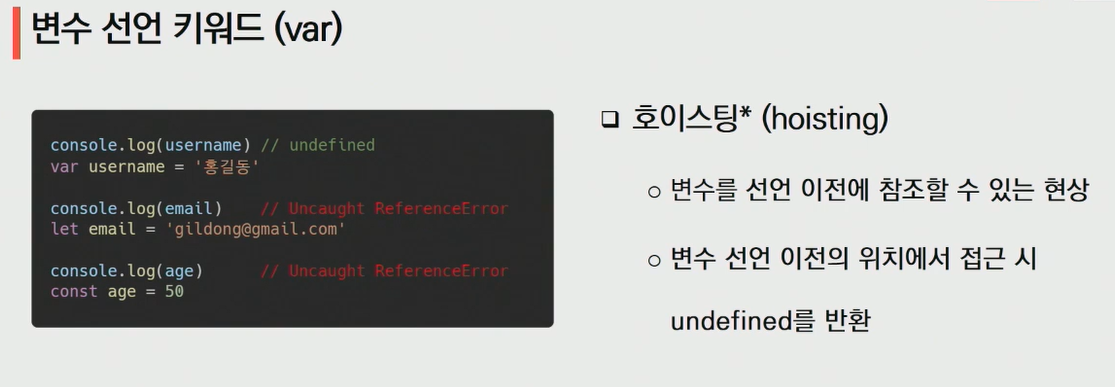 변수 선언 키워드 (var)
console.log(username) // undefined
var username = '홍길동'
console.log(email)    // Uncaught ReferenceError
let email = 'gildong@gmail.com'
console.log(age)      // Uncaught ReferenceError
const age = 50
❑ 호이스팅* (hoisting)
○ 변수를 선언 이전에 참조할 수 있는 현상
○ 변수 선언 이전의 위치에서 접근 시
undefined를 반환